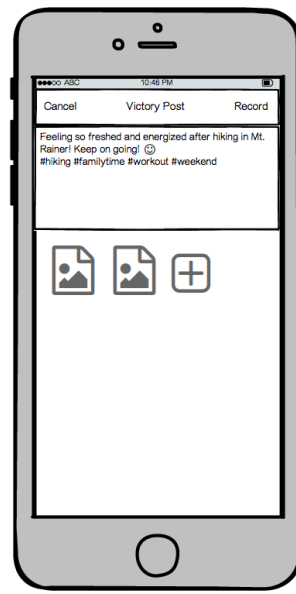 ABC 10:46 PM
Cancel Victory Post Record
Feeling so freshed and energized after hiking in Mt.
Rainer! Keep on going! ☺
#hiking #familytime #workout #weekend